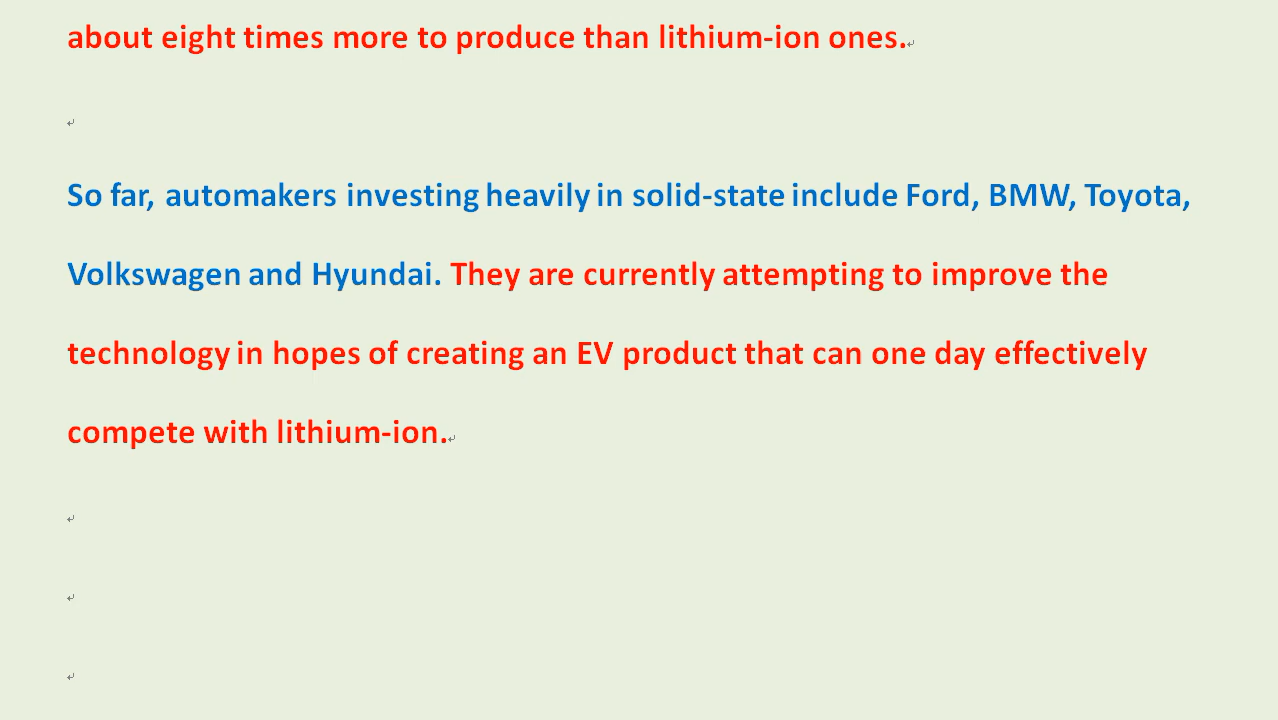 about eight times more to produce than lithium-ion ones.
So far, automakers investing heavily in solid-state include Ford, BMW, Toyota,
Volkswagen and Hyundai. They are currently attempting to improve the
technology in hopes of creating an EV product that can one day effectively
compete with lithium-ion.